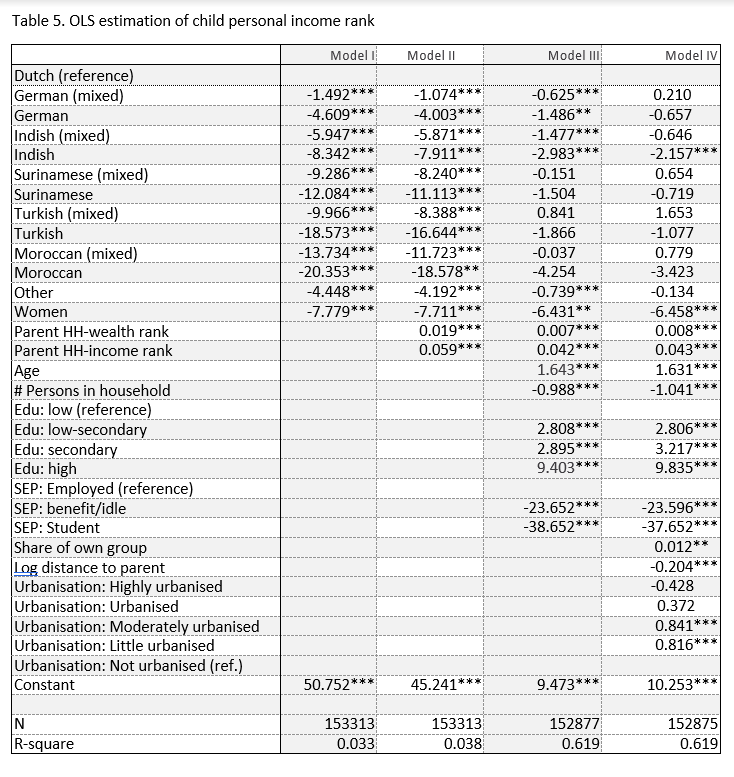 Table 5. OLS estimation of child personal income rank
Model I Model II Model III Model IV
Dutch (reference)
German (mixed) -1.492*** -1.074*** -0.625*** 0.210
German -4.609*** -4.003*** -1.486** -0.657
Indish (mixed) -5.947*** -5.871*** -1.477*** -0.646
Indish -8.342*** -7.911*** -2.983*** -2.157***
Surinamese (mixed) -9.286*** -8.240*** -0.151 0.654
Surinamese -12.084*** -11.113*** -1.504 -0.719
Turkish (mixed) -9.966*** -8.388*** 0.841 1.653
Turkish -18.573*** -16.644*** -1.866 -1.077
Moroccan (mixed) -13.734*** -11.723*** -0.037 0.779
Moroccan -20.353*** -18.578** -4.254 -3.423
Other -4.448*** -4.192*** -0.739*** -0.134
Women -7.779*** -7.711*** -6.431** -6.458***
Parent HH-wealth rank 0.019*** 0.007*** 0.008***
Parent HH-income rank 0.059*** 0.042*** 0.043***
Age 1.643*** 1.631***
# Persons in household -0.988*** -1.041***
Edu: low (reference)
Edu: low-secondary 2.808*** 2.806***
Edu: secondary 2.895*** 3.217***
Edu: high 9.403*** 9.835***
SEP: Employed (reference)
SEP: benefit/idle -23.652*** -23.596***
SEP: Student -38.652*** -37.652***
Share of own group 0.012**
Log distance to parent -0.204***
Urbanisation: Highly urbanised -0.428
Urbanisation: Urbanised 0.372
Urbanisation: Moderately urbanised 0.841***
Urbanisation: Little urbanised 0.816***
Urbanisation: Not urbanised (ref.)
Constant 50.752*** 45.241*** 9.473*** 10.253***
N 153313 153313 152877 152875
R-square 0.033 0.038 0.619 0.619